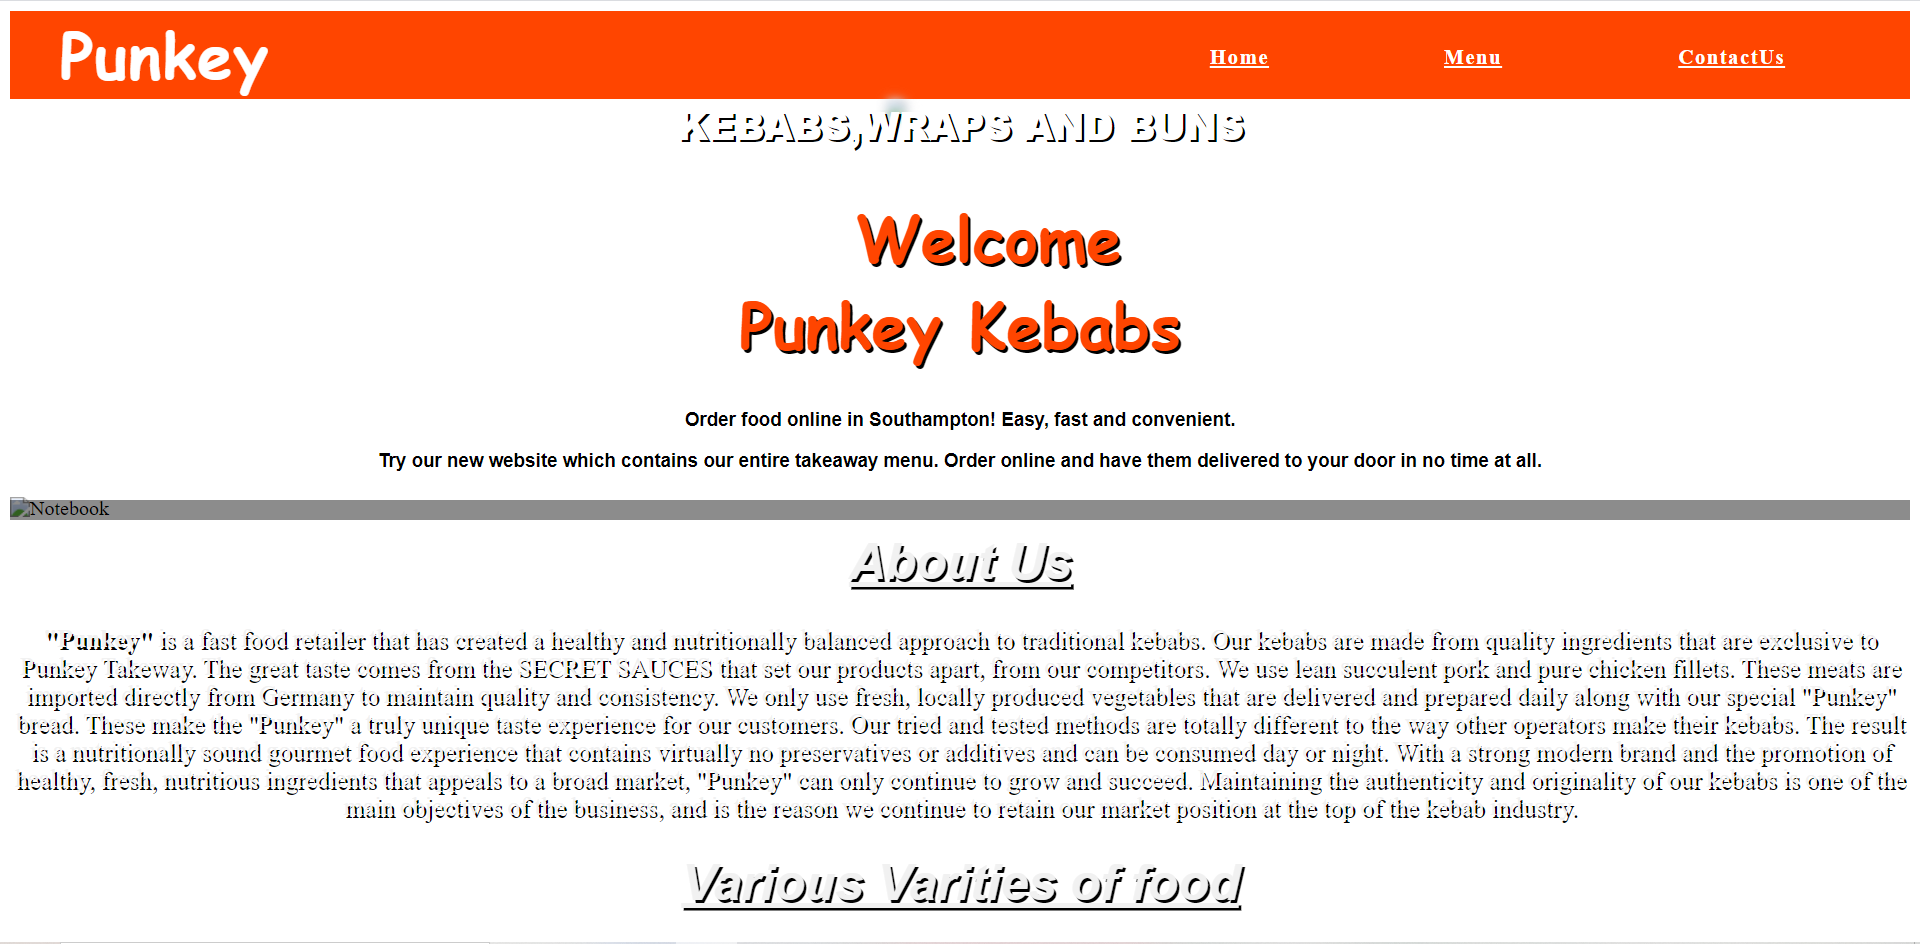 Punkey
Home Menu ContactUs
KEBABS,WRAPS AND BUNS
Welcome
Punkey Kebabs
Order food online in Southampton! Easy, fast and convenient.
Try our new website which contains our entire takeaway menu. Order online and have them delivered to your door in no time at all.
Notebook
About Us
"Punkey" is a fast food retailer that has created a healthy and nutritionally balanced approach to traditional kebabs. Our kebabs are made from quality ingredients that are exclusive to
Punkey Takeway. The great taste comes from the SECRET SAUCES that set our products apart, from our competitors. We use lean succulent pork and pure chicken fillets. These meats are
imported directly from Germany to maintain quality and consistency. We only use fresh, locally produced vegetables that are delivered and prepared daily along with our special "Punkey"
bread. These make the "Punkey" a truly unique taste experience for our customers. Our tried and tested methods are totally different to the way other operators make their kebabs. The result
is a nutritionally sound gourmet food experience that contains virtually no preservatives or additives and can be consumed day or night. With a strong modern brand and the promotion of
healthy, fresh, nutritious ingredients that appeals to a broad market, "Punkey" can only continue to grow and succeed. Maintaining the authenticity and originality of our kebabs is one of the
main objectives of the business, and is the reason we continue to retain our market position at the top of the kebab industry.
Various Varities of food